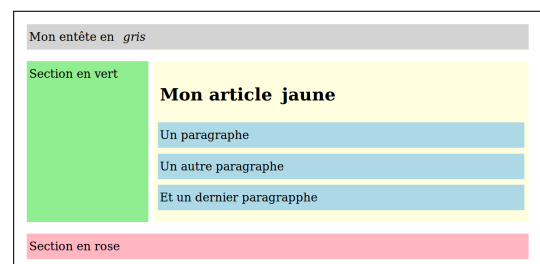 Mon entête en gris
Section en vert
Mon article jaune
Un paragraphe
Un autre paragraphe
Et un dernier paragrapphe
Section en rose